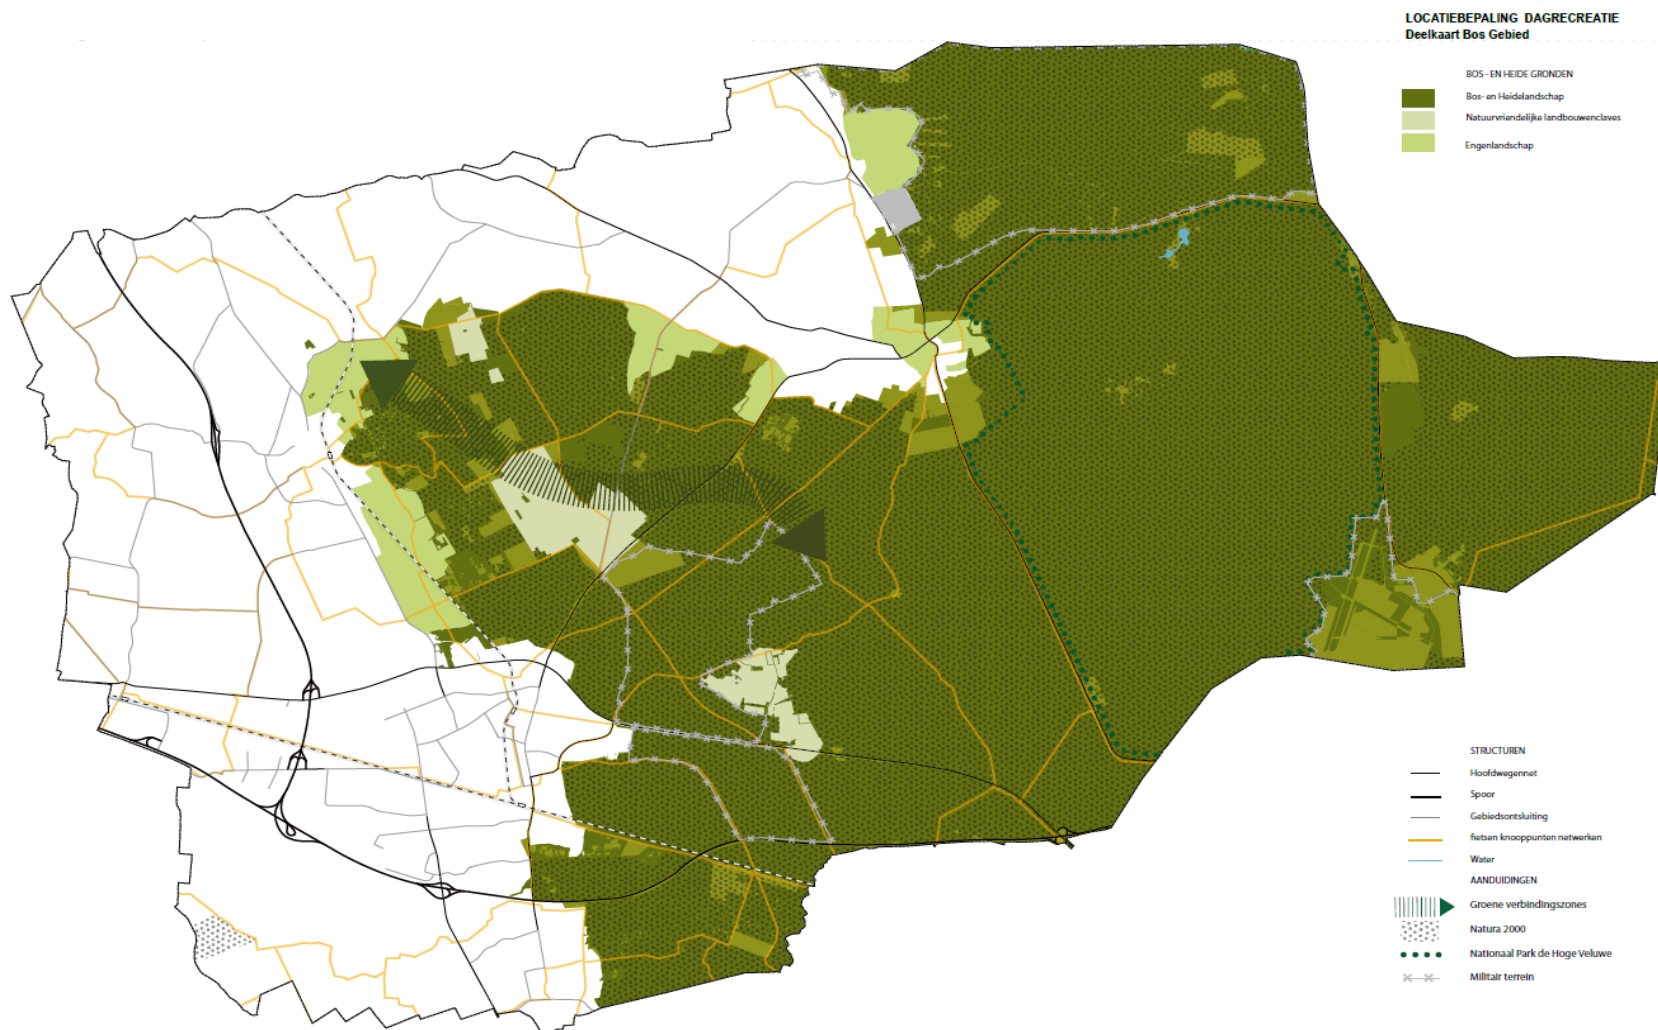 LOCATIEBEPALING DAGRECREATIE
Deelkaart Bos Gebied
BOS - EN HEIDE GRONDEN
Bos- en Heidelandschap
Natuurvriendelijke landbouwenclaves
Engenlandschap
STRUCTUREN
Hoofdwegennet
Spoor
Gebiedsontsluiting
fietsen knooppunten netwerken
Water
AANDUIDINGEN
Groene verbindingszones
Natura 2000
Nationaal Park de Hoge Veluwe
Militair terrein